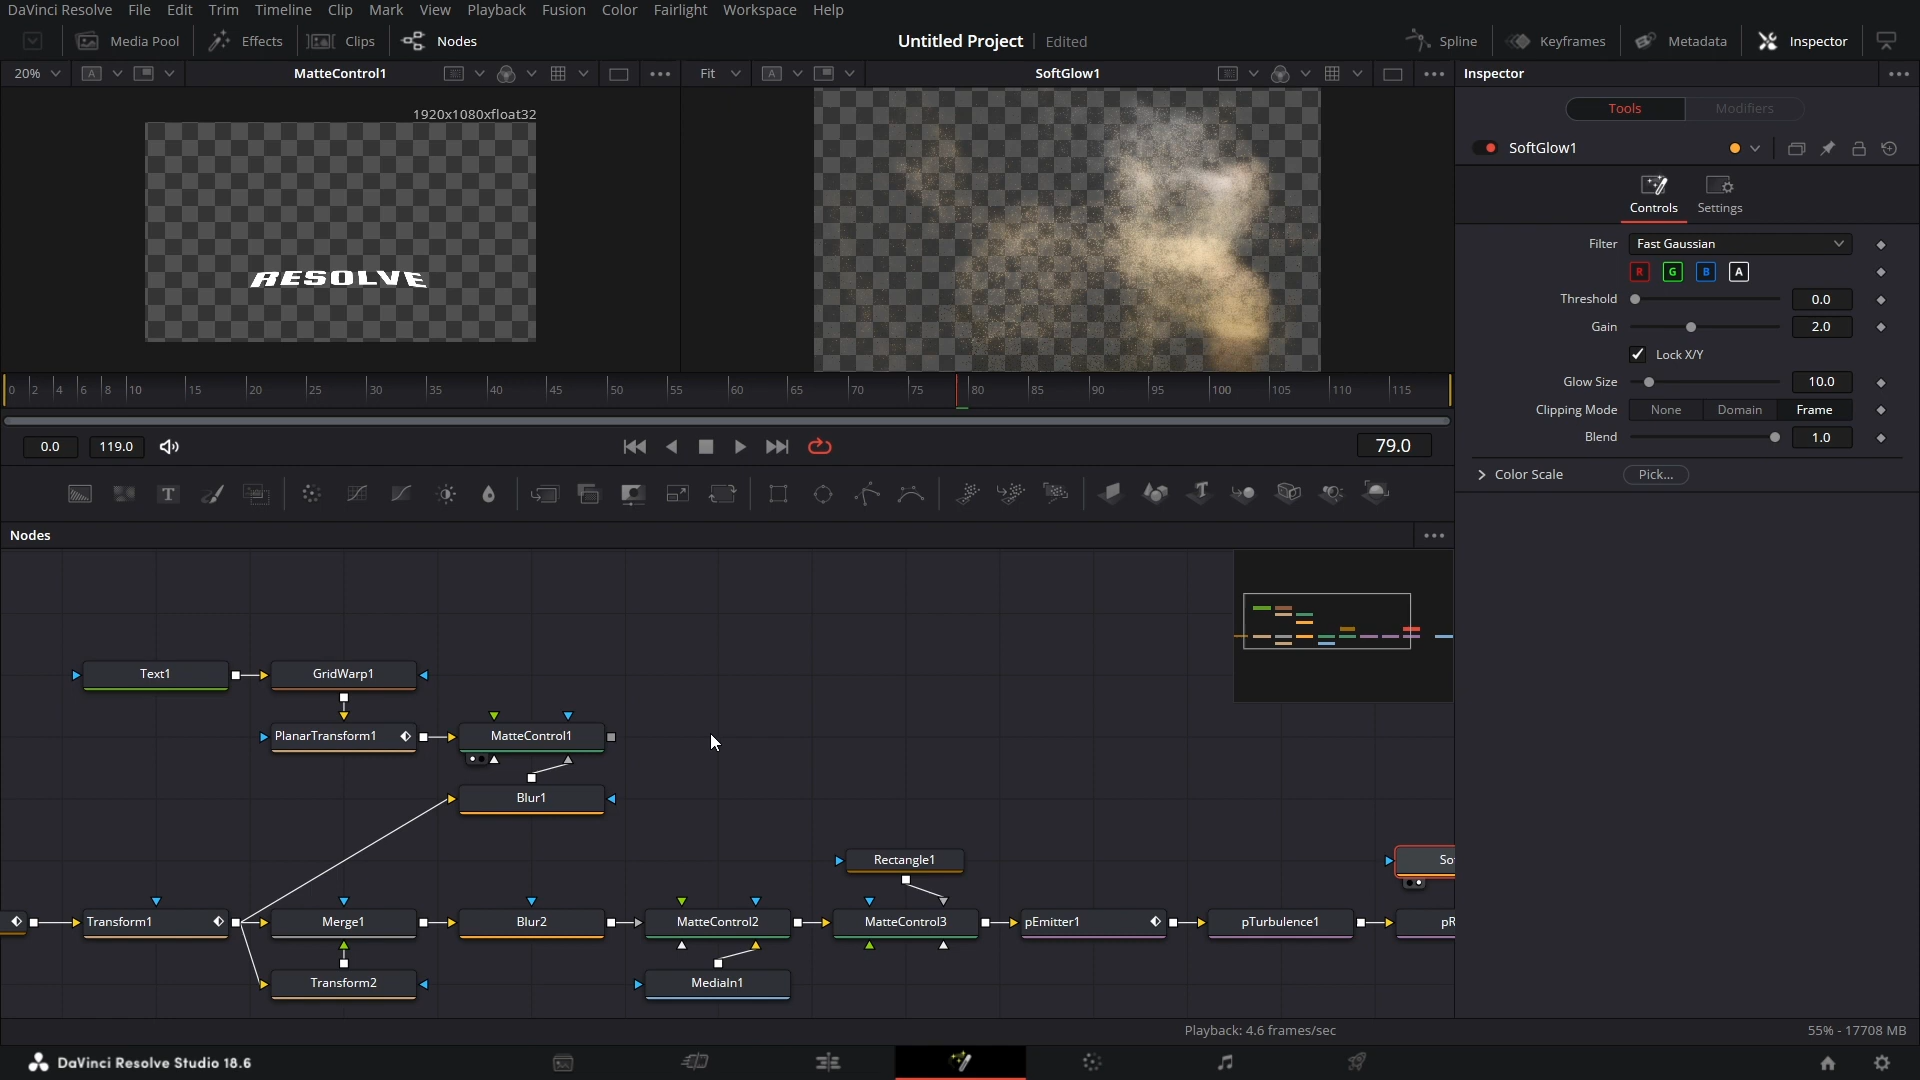 DaVinci Resolve File Edit Trim Timeline Clip Mark View Playback Fusion Color Fairlight Workspace Help
Media Pool Effects Clips Nodes Untitled Project Edited Spline Keyframes Metadata Inspector
20% A MatteControl1 Fit A SoftGlow1 Inspector
1920x1080xfloat32
RESOLVE
Tools Modifiers
SoftGlow1
Controls Settings
Filter Fast Gaussian
R G B A
Threshold 0.0
Gain 2.0
Lock X/Y
Glow Size 10.0
Clipping Mode None Domain Frame
Blend 1.0
Color Scale Pick...
0 2 4 6 8 10 15 20 25 30 35 40 45 50 55 60 65 70 75 80 85 90 95 100 105 110 115
0.0 119.0 79.0
T T
Nodes
Text1 GridWarp1
PlanarTransform1 MatteControl1
Blur1
Rectangle1 So
Transform1 Merge1 Blur2 MatteControl2 MatteControl3 pEmitter1 pTurbulence1 pR
Transform2 MediaIn1
Playback: 4.6 frames/sec 55% - 17708 MB
DaVinci Resolve Studio 18.6